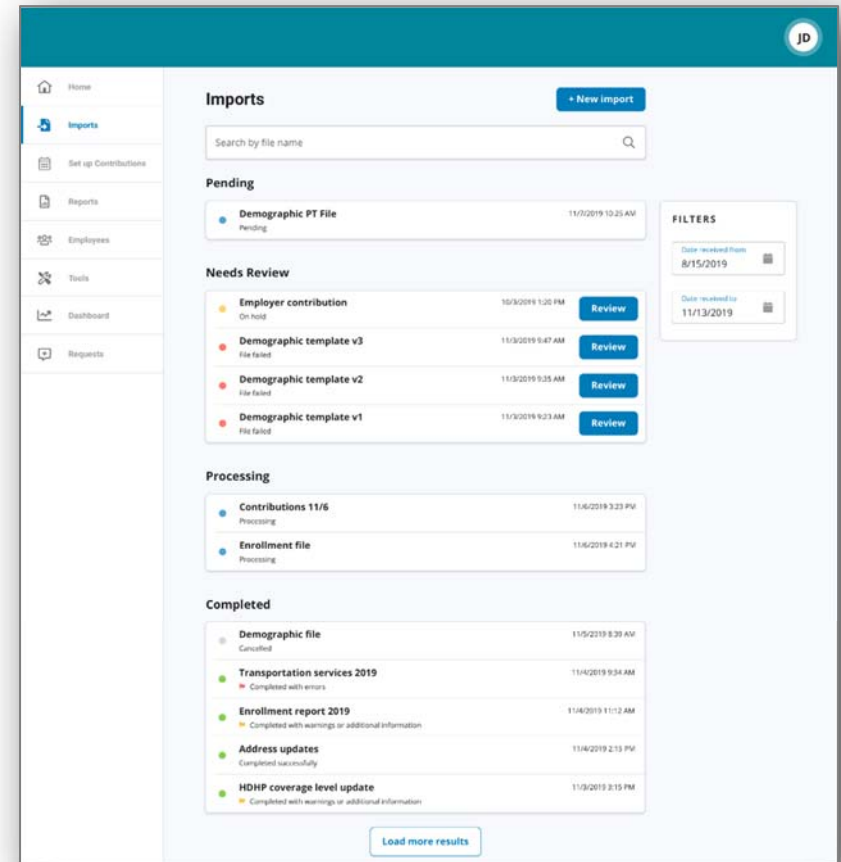 JD
Home
Imports
Set up Contributions
Reports
Employees
Tools
Dashboard
Requests
Imports
+ New import
Search by file name
Pending
Demographic PT File
11/7/2019 10:25 AM
Pending
FILTERS
Date received from
8/15/2019
Date received to
11/13/2019
Needs Review
Employer contribution
10/3/2019 1:20 PM
Review
On hold
Demographic template v3
11/3/2019 9:47 AM
Review
File failed
Demographic template v2
11/3/2019 9:35 AM
Review
File failed
Demographic template v1
11/3/2019 9:23 AM
Review
File failed
Processing
Contributions 11/6
11/6/2019 3:23 PM
Processing
Enrollment file
11/6/2019 4:21 PM
Processing
Completed
Demographic file
11/5/2019 8:39 AM
Cancelled
Transportation services 2019
11/4/2019 9:34 AM
Completed with errors
Enrollment report 2019
11/4/2019 11:12 AM
Completed with warnings or additional information
Address updates
11/4/2019 2:15 PM
Completed successfully
HDHP coverage level update
11/3/2019 3:15 PM
Completed with warnings or additional information
Load more results